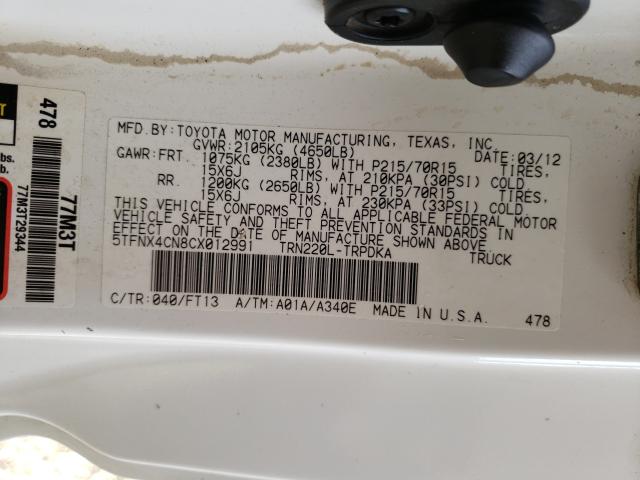 MFD.BY:TOYOTA MOTOR MANUFACTURING, TEXAS, INC.
GVWR:2105KG (4650LB) DATE:03/12
GAWR:FRT. 1075KG (2380LB) WITH P215/70R15 TIRES,
15X6J RIMS, AT 210KPA (30PSI) COLD
RR. 1200KG (2650LB) WITH P215/70R15 TIRES,
15X6J RIMS, AT 230KPA (33PSI) COLD
THIS VEHICLE CONFORMS TO ALL APPLICABLE FEDERAL MOTOR
VEHICLE SAFETY AND THEFT PREVENTION STANDARDS IN
EFFECT ON THE DATE OF MANUFACTURE SHOWN ABOVE.
5TFNX4CN8CX012991 TRN220L-TRPDKA TRUCK
C/TR:040/FT13 A/TM:A01A/A340E MADE IN U.S.A. 478
478
77M3T
77M3T29344
lbs.